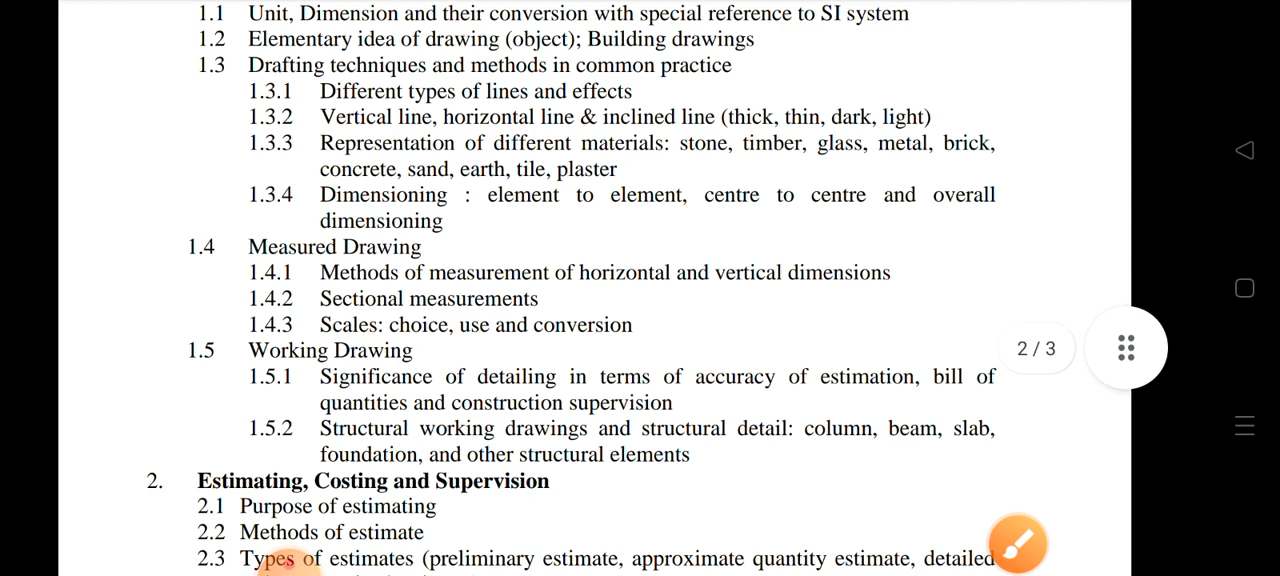 1.1 Unit, Dimension and their conversion with special reference to SI system
1.2 Elementary idea of drawing (object); Building drawings
1.3 Drafting techniques and methods in common practice
1.3.1 Different types of lines and effects
1.3.2 Vertical line, horizontal line & inclined line (thick, thin, dark, light)
1.3.3 Representation of different materials: stone, timber, glass, metal, brick,
concrete, sand, earth, tile, plaster
1.3.4 Dimensioning : element to element, centre to centre and overall
dimensioning
1.4 Measured Drawing
1.4.1 Methods of measurement of horizontal and vertical dimensions
1.4.2 Sectional measurements
1.4.3 Scales: choice, use and conversion
1.5 Working Drawing
2 / 3
1.5.1 Significance of detailing in terms of accuracy of estimation, bill of
quantities and construction supervision
1.5.2 Structural working drawings and structural detail: column, beam, slab,
foundation, and other structural elements
2. Estimating, Costing and Supervision
2.1 Purpose of estimating
2.2 Methods of estimate
2.3 Types of estimates (preliminary estimate, approximate quantity estimate, detailed